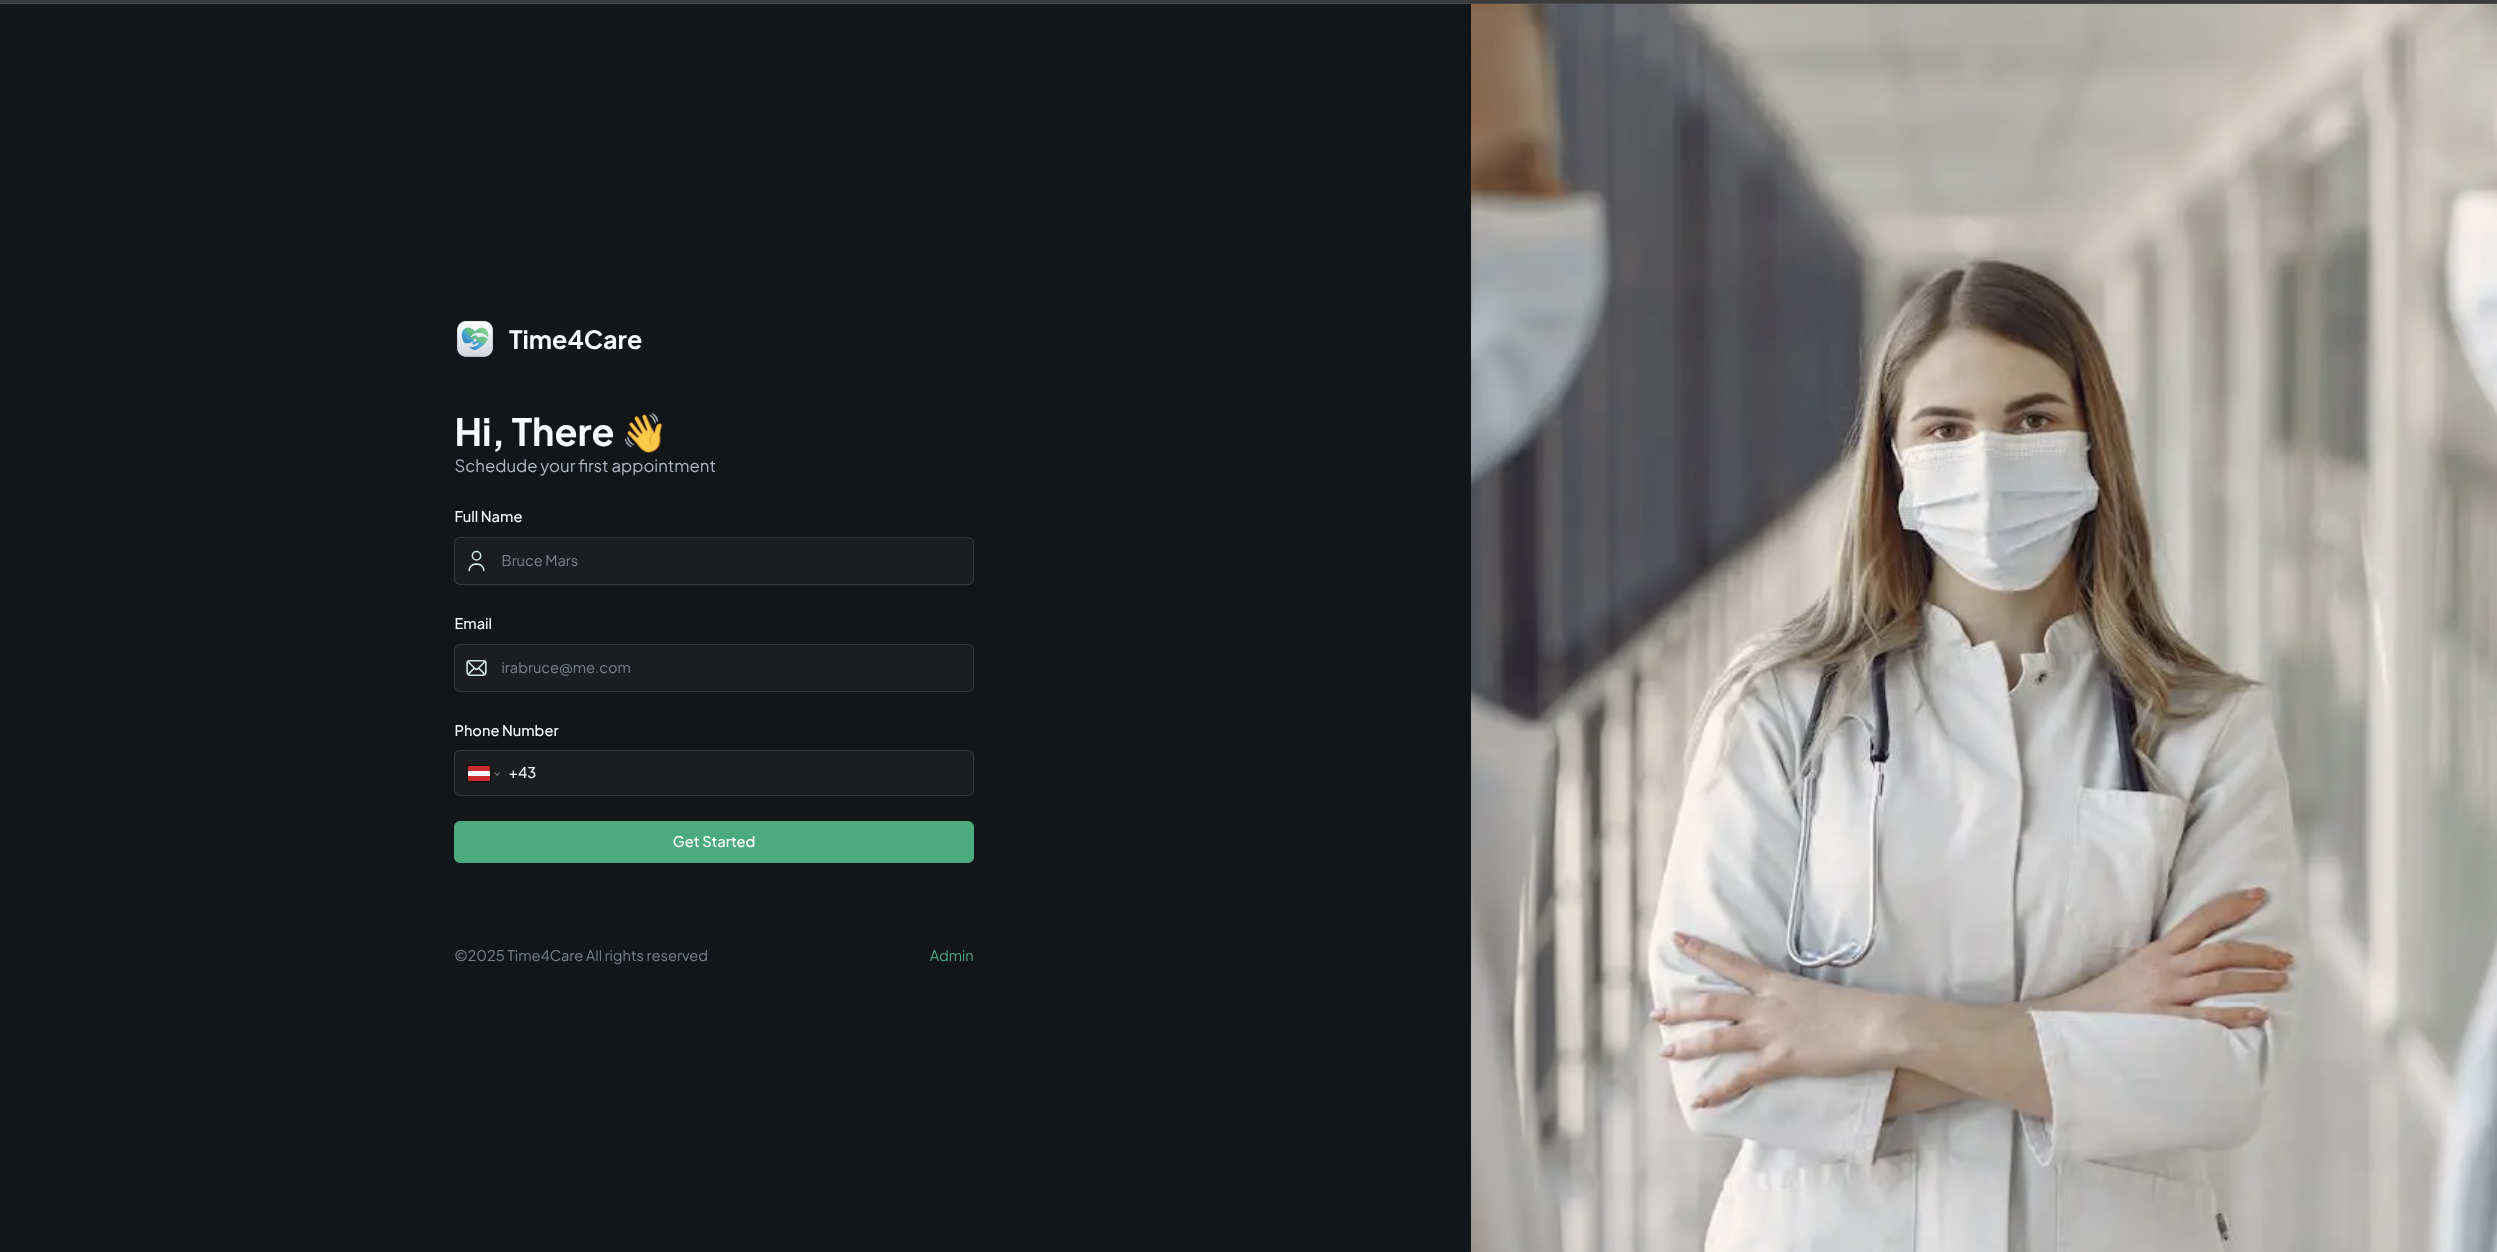 Time4Care
Hi, There 👋
Schedude your first appointment
Full Name
Bruce Mars
Email
irabruce@me.com
Phone Number
+43
Get Started
©2025 Time4Care All rights reserved
Admin